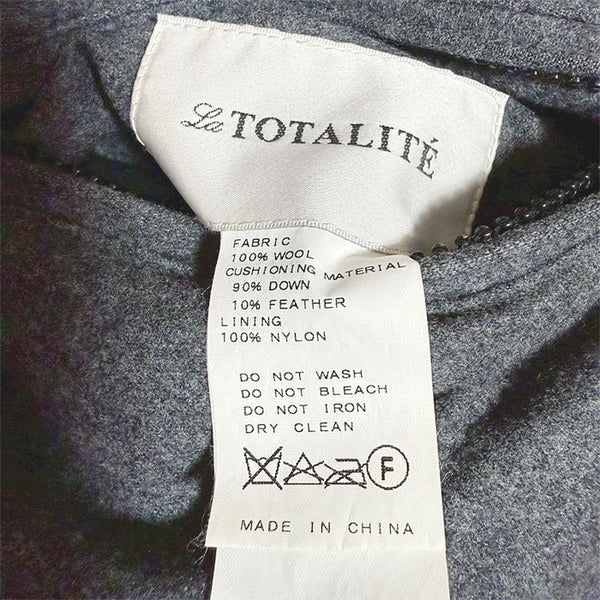 La TOTALITÉ
FABRIC
100% WOOL
CUSHIONING MATERIAL
90% DOWN
10% FEATHER
LINING
100% NYLON
DO NOT WASH
DO NOT BLEACH
DO NOT IRON
DRY CLEAN
F
MADE IN CHINA